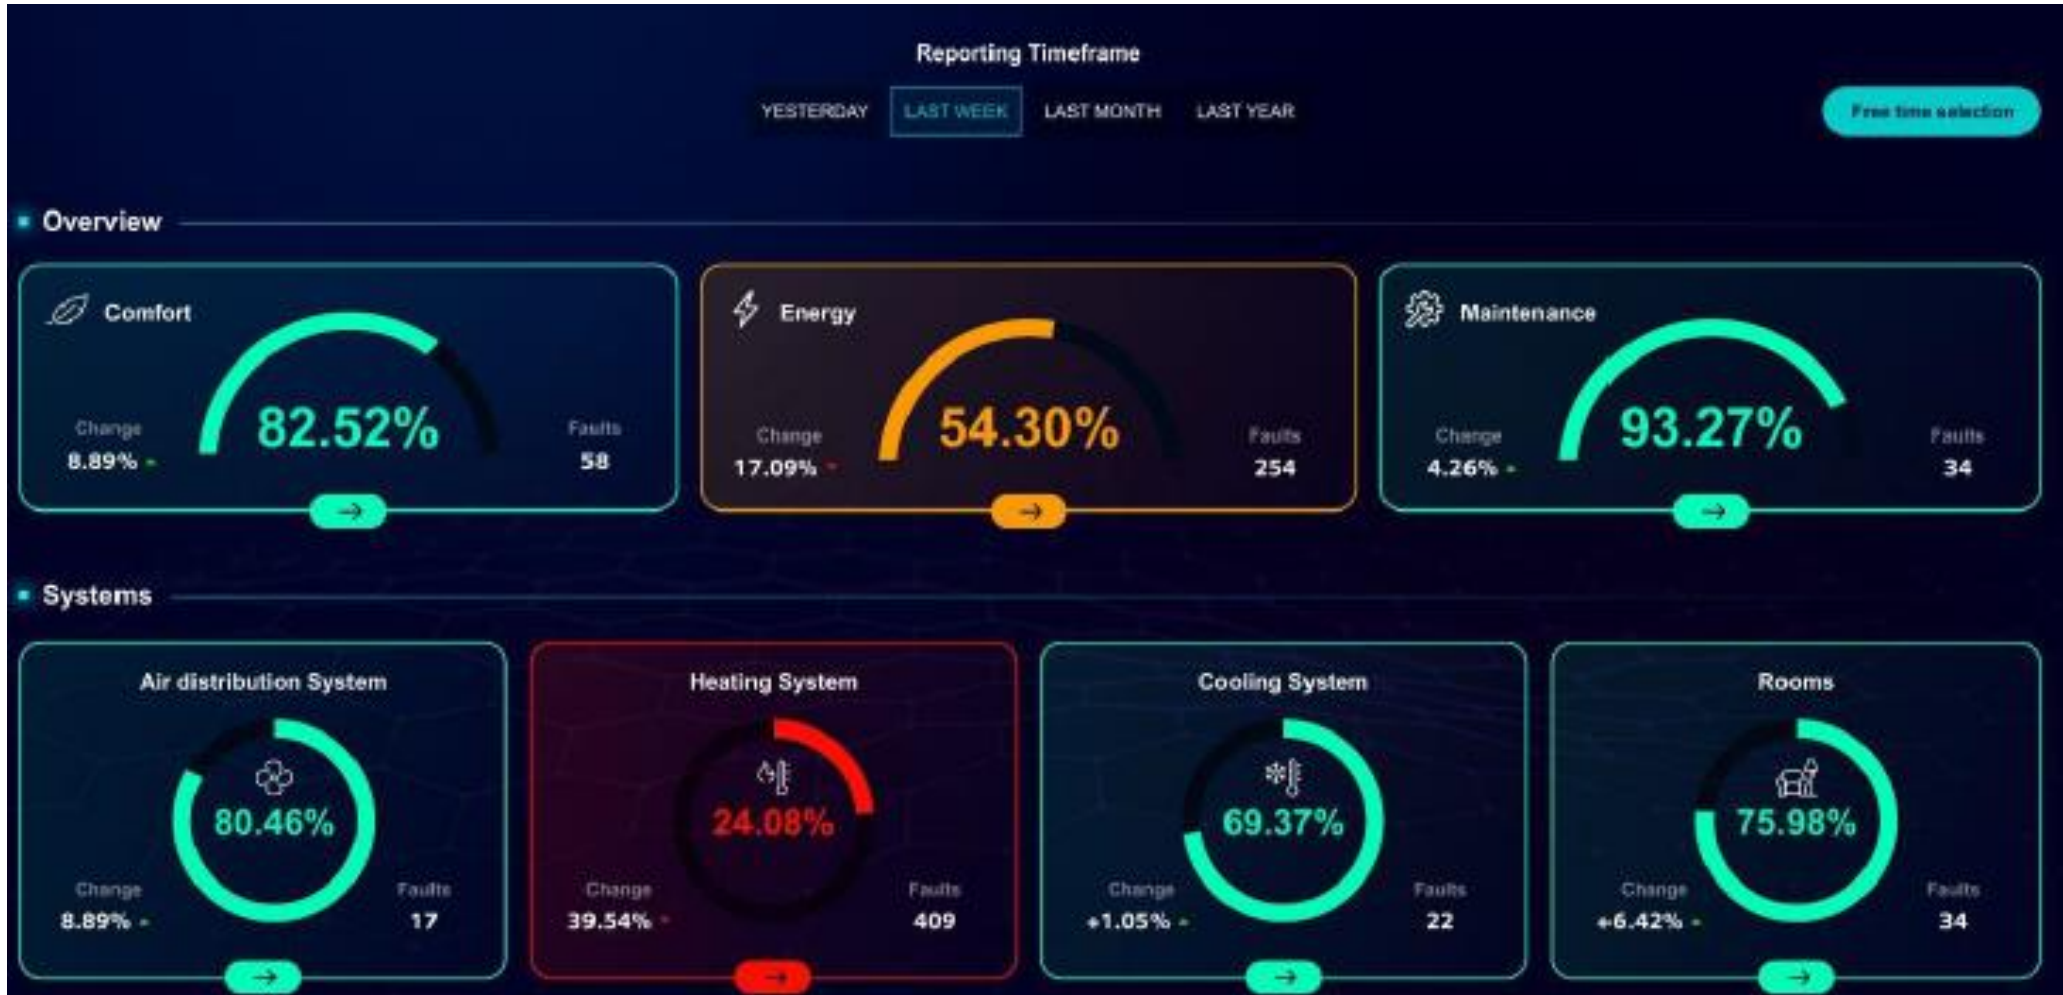 Reporting Timeframe
YESTERDAY LAST WEEK LAST MONTH LAST YEAR
Free time selection
Overview
Comfort
Change
8.89%
82.52%
Faults
58
Energy
Change
17.09%
54.30%
Faults
254
Maintenance
Change
4.26%
93.27%
Faults
34
Systems
Air distribution System
80.46%
Change
8.89%
Faults
17
Heating System
24.08%
Change
39.54%
Faults
409
Cooling System
69.37%
Change
+1.05%
Faults
22
Rooms
75.98%
Change
+6.42%
Faults
34